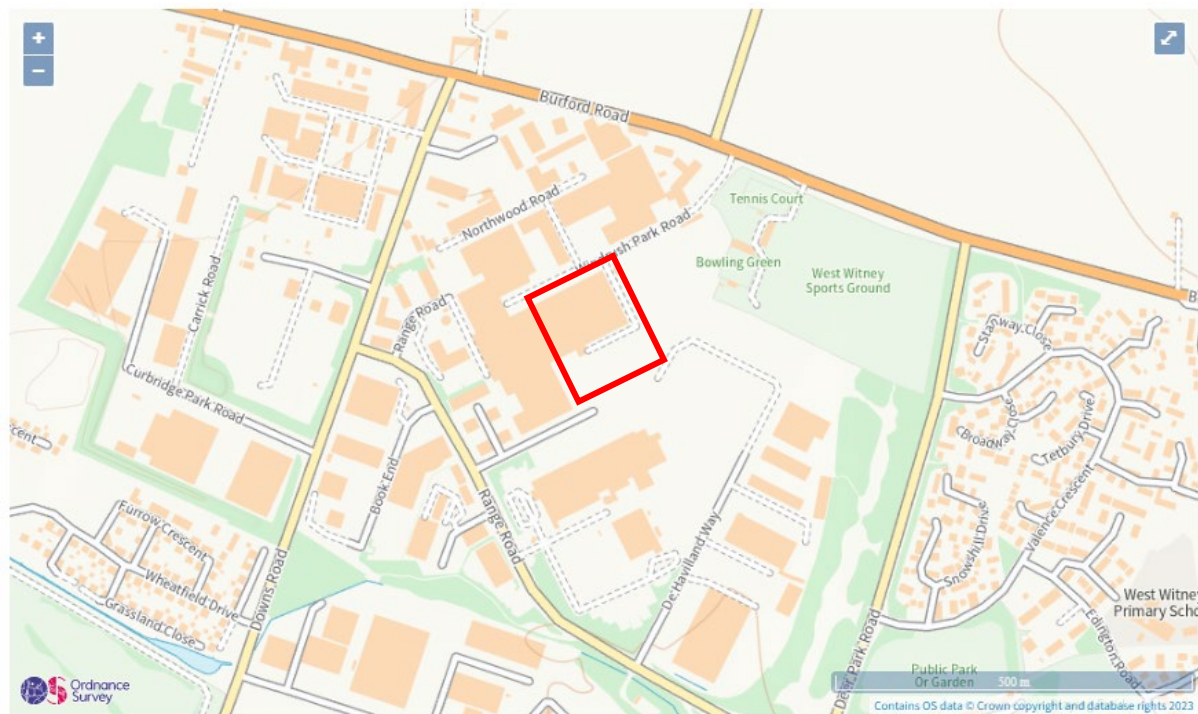 +
−
Burford Road
Tennis Court
Northwood Road
Park Road
Bowling Green
West Witney
Sports Ground
Carrick Road
Range Road
Stanway Close
Curbridge Park Road
Broadway Close
Tetbury Drive
Book End
Valence Crescent
Range Road
Furrow Crescent
De Havilland Way
Snowshill Drive
Wheatfield Drive
West Witney
Primary Scho
Grassland Close
Downs Road
Edington Road
Deer Park Road
Public Park
Or Garden
500 m
Ordnance
Survey
Contains OS data © Crown copyright and database rights 2023